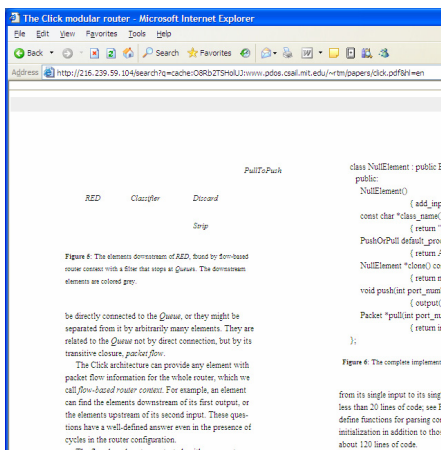 The Click modular router - Microsoft Internet Explorer
File Edit View Favorites Tools Help
Back Search Favorites
Address http://216.239.59.104/search?q=cache:O8Rb2TSHolUJ:www.pdos.csail.mit.edu/~rtm/papers/click.pdf&hl=en
PullToPush
RED Classifier Discard
Strip
Figure 5: The elements downstream of RED, found by flow-based
router context with a filter that stops at Queues. The downstream
elements are colored grey.
be directly connected to the Queue, or they might be
separated from it by arbitrarily many elements. They are
related to the Queue not by direct connection, but by its
transitive closure, packet flow.
The Click architecture can provide any element with
packet flow information for the whole router, which we
call flow-based router context. For example, an element
can find the elements downstream of its first output, or
the elements upstream of its second input. These ques-
tions have a well-defined answer even in the presence of
cycles in the router configuration.
class NullElement : public E
public:
NullElement()
{ add_inp
const char *class_name(
{ return "
PushOrPull default_proc
{ return A
NullElement *clone() co
{ return n
void push(int port_num
{ output(
Packet *pull(int port_nu
{ return in
};
Figure 6: The complete implement
from its single input to its sing
less than 20 lines of code; see F
define functions for parsing con
initialization in addition to thos
about 120 lines of code.